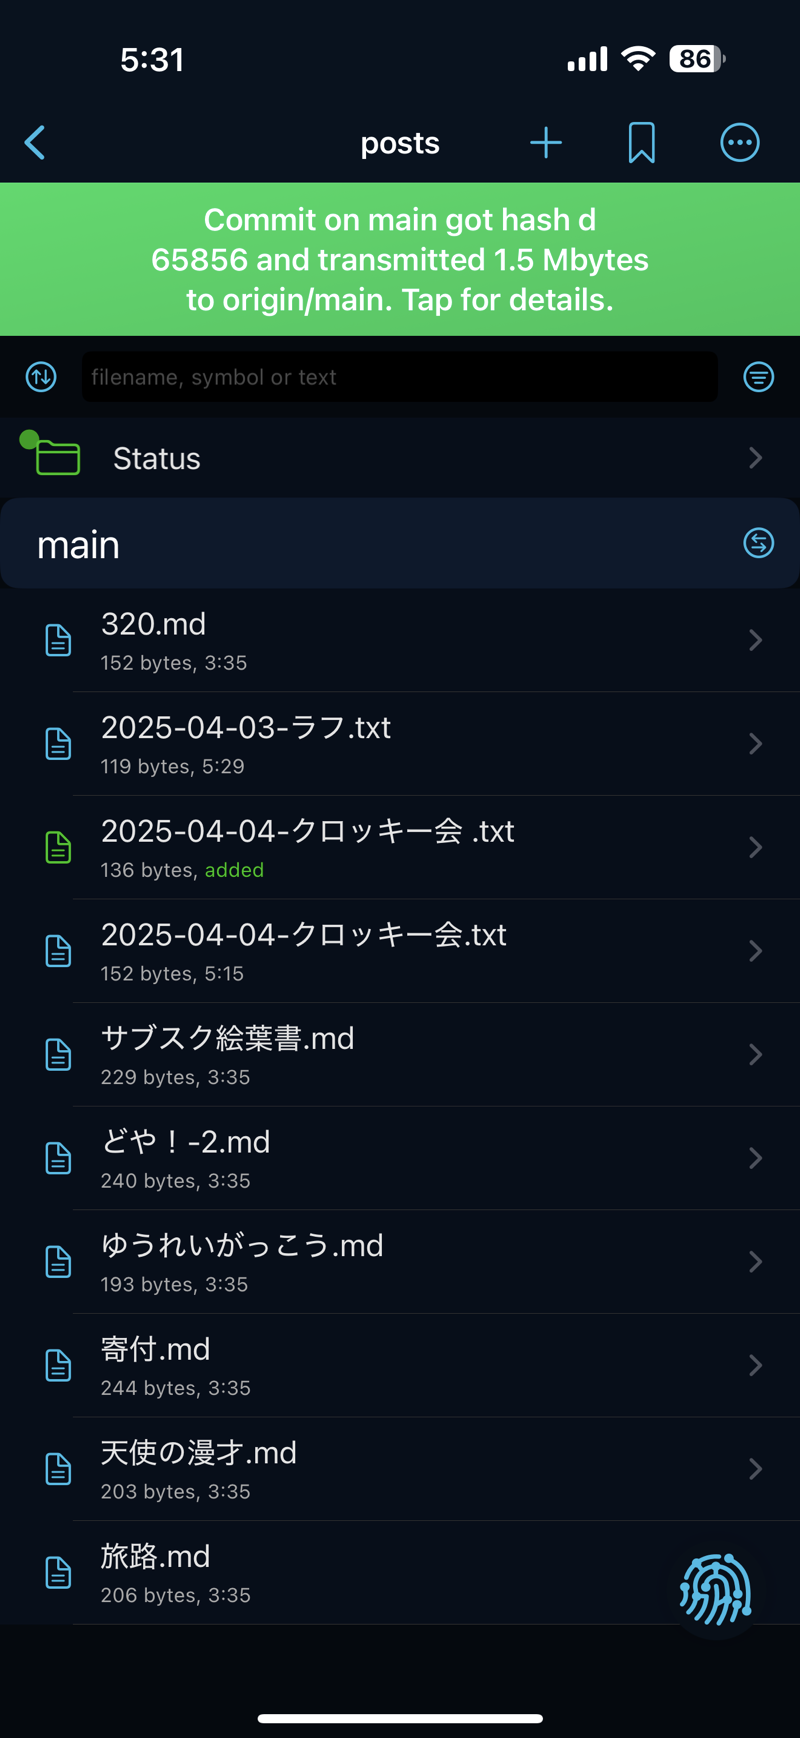 5:31
86
posts
Commit on main got hash d
65856 and transmitted 1.5 Mbytes
to origin/main. Tap for details.
filename, symbol or text
Status
main
320.md
152 bytes, 3:35
2025-04-03-ラフ.txt
119 bytes, 5:29
2025-04-04-クロッキー会 .txt
136 bytes, added
2025-04-04-クロッキー会.txt
152 bytes, 5:15
サブスク絵葉書.md
229 bytes, 3:35
どや！-2.md
240 bytes, 3:35
ゆうれいがっこう.md
193 bytes, 3:35
寄付.md
244 bytes, 3:35
天使の漫才.md
203 bytes, 3:35
旅路.md
206 bytes, 3:35